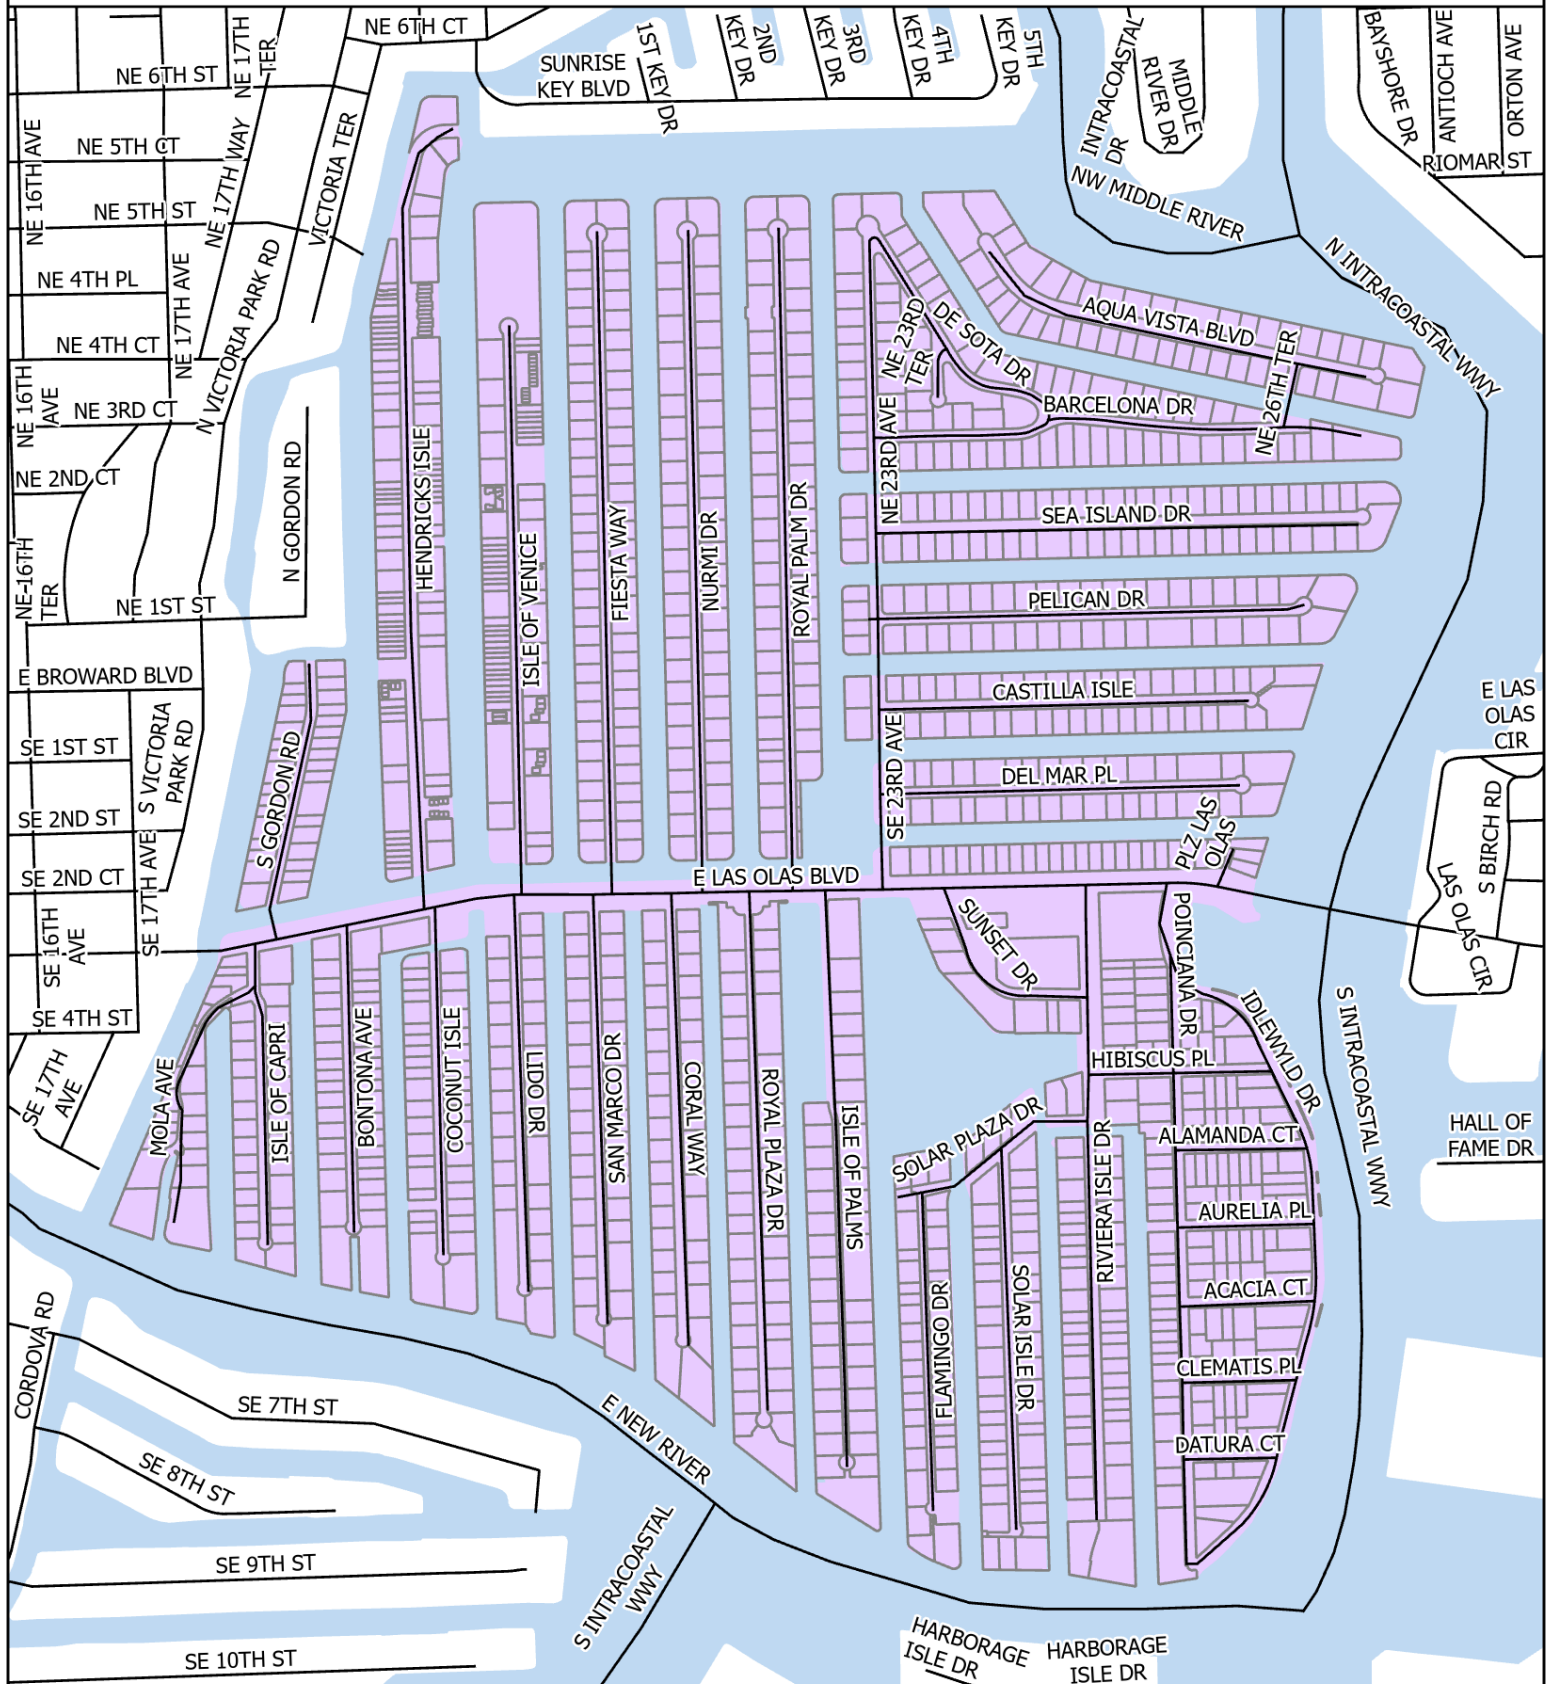 NE 6TH CT
NE 17TH
TER
NE 6TH ST
SUNRISE
KEY BLVD
1ST KEY DR
2ND
KEY DR
3RD
KEY DR
4TH
KEY DR
5TH
KEY DR
INTRACOASTAL
DR
MIDDLE
RIVER DR
BAYSHORE DR
ANTIOCH AVE
ORTON AVE
RIOMAR ST
NE 16TH AVE
NE 5TH CT
NE 17TH WAY
VICTORIA TER
NE 5TH ST
NW MIDDLE RIVER
N INTRACOASTAL WWY
NE 4TH PL
NE 17TH AVE
N VICTORIA PARK RD
NE 4TH CT
NE 16TH
AVE
NE 3RD CT
NE 2ND CT
N GORDON RD
NE 16TH
TER
NE 1ST ST
E BROWARD BLVD
SE 1ST ST
S VICTORIA
PARK RD
SE 2ND ST
SE 2ND CT
SE 17TH AVE
SE 16TH
AVE
SE 4TH ST
SE 17TH
AVE
S GORDON RD
HENDRICKS ISLE
ISLE OF VENICE
FIESTA WAY
NURMI DR
ROYAL PALM DR
NE 23RD AVE
NE 23RD
TER
DE SOTA DR
AQUA VISTA BLVD
BARCELONA DR
NE 26TH TER
SEA ISLAND DR
PELICAN DR
CASTILLA ISLE
SE 23RD AVE
DEL MAR PL
PLZ LAS
OLAS
E LAS OLAS BLVD
E LAS
OLAS
CIR
S BIRCH RD
LAS OLAS CIR
SUNSET DR
POINCIANA DR
IDLEWYLD DR
HIBISCUS PL
S INTRACOASTAL WWY
HALL OF
FAME DR
MOLA AVE
ISLE OF CAPRI
BONTONA AVE
COCONUT ISLE
LIDO DR
SAN MARCO DR
CORAL WAY
ROYAL PLAZA DR
ISLE OF PALMS
SOLAR PLAZA DR
RIVIERA ISLE DR
ALAMANDA CT
AURELIA PL
ACACIA CT
CLEMATIS PL
DATURA CT
FLAMINGO DR
SOLAR ISLE DR
CORDOVA RD
SE 7TH ST
SE 8TH ST
E NEW RIVER
SE 9TH ST
S INTRACOASTAL
WWY
SE 10TH ST
HARBORAGE
ISLE DR
HARBORAGE
ISLE DR